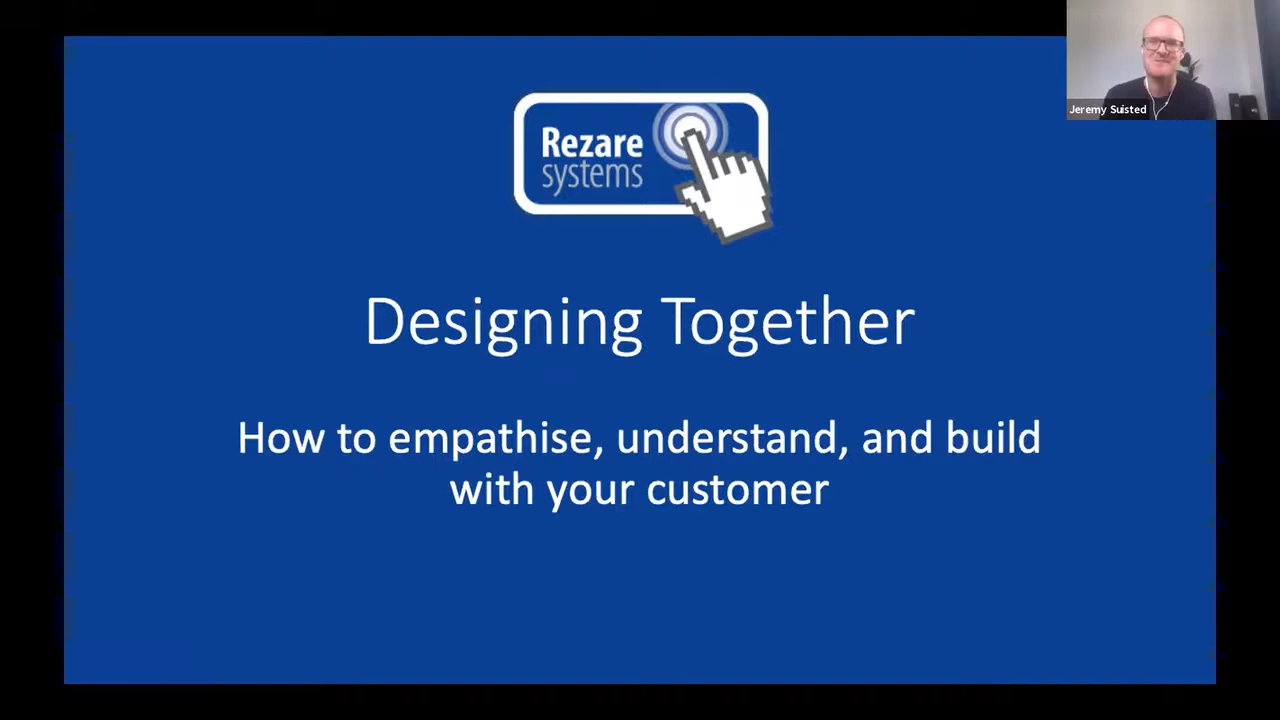 Rezare
systems
Jeremy Suisted
Designing Together
How to empathise, understand, and build
with your customer